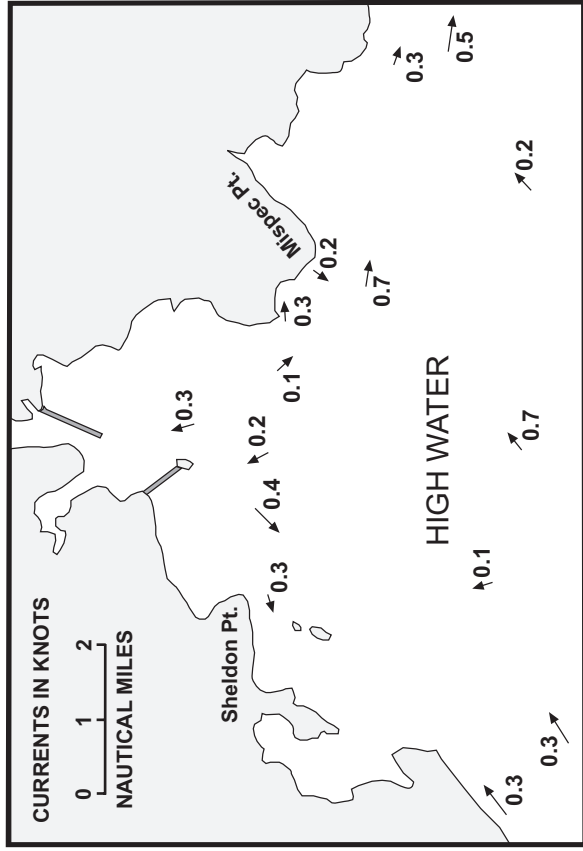 CURRENTS IN KNOTS
0 1 2
NAUTICAL MILES
0.3
Sheldon Pt.
0.2
Mispec Pt.
0.4
0.3
0.1
0.3
0.2
0.7
0.3
HIGH WATER
0.5
0.1
0.3
0.2
0.7
0.3